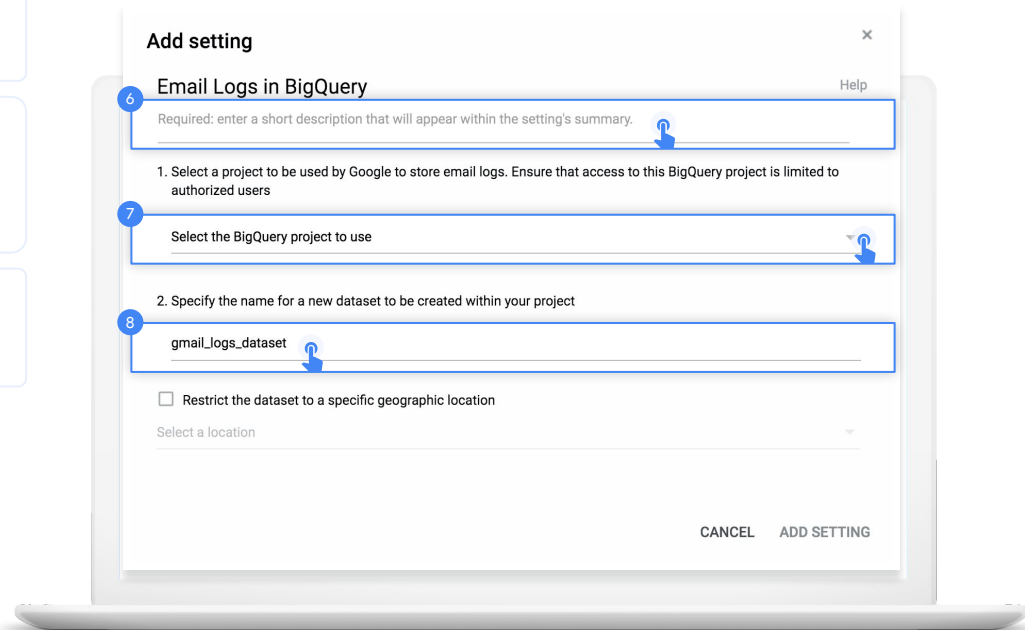 Add setting
×
Email Logs in BigQuery
Help
6
Required: enter a short description that will appear within the setting's summary.
1. Select a project to be used by Google to store email logs. Ensure that access to this BigQuery project is limited to
authorized users
7
Select the BigQuery project to use
2. Specify the name for a new dataset to be created within your project
8
gmail_logs_dataset
Restrict the dataset to a specific geographic location
Select a location
CANCEL
ADD SETTING